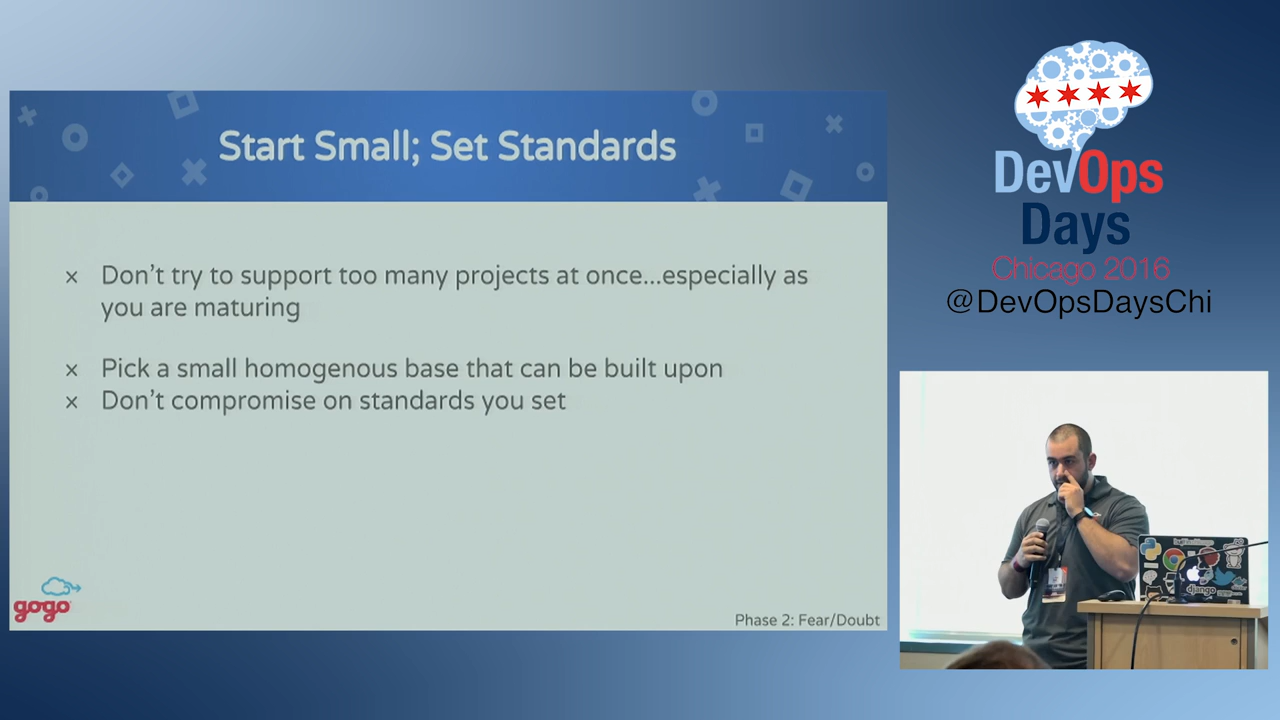 Start Small; Set Standards
x Don't try to support too many projects at once...especially as
you are maturing
x Pick a small homogenous base that can be built upon
x Don't compromise on standards you set
gogo
Phase 2: Fear/Doubt
DevOps
Days
Chicago 2016
@DevOpsDaysChi
django